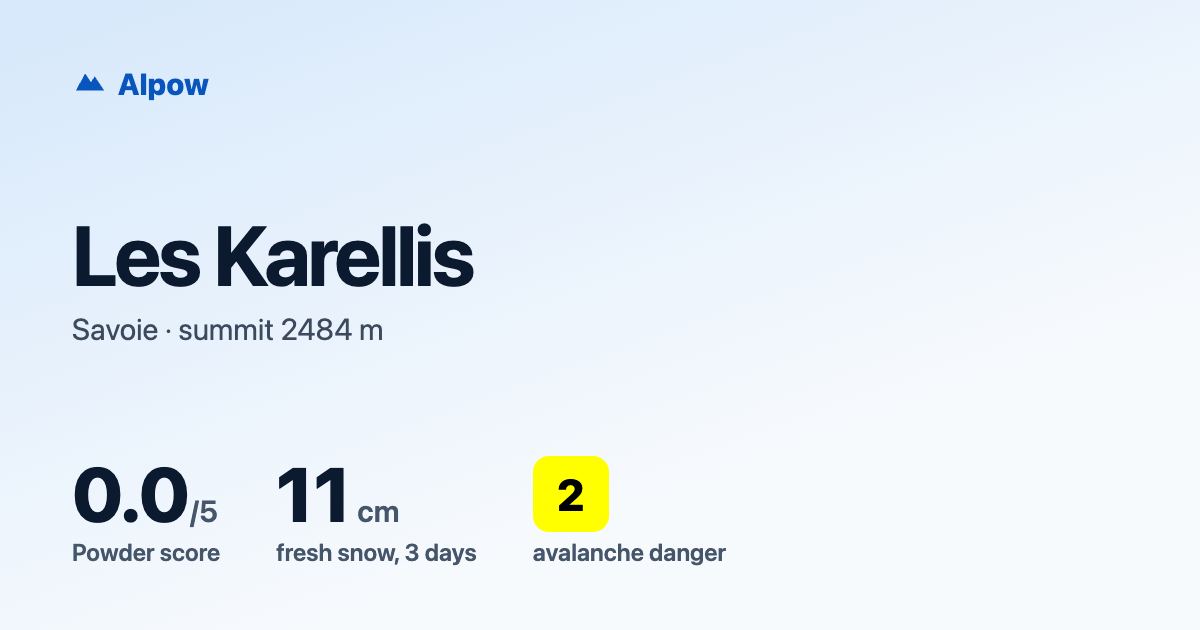 Alpow
Les Karellis
Savoie · summit 2484 m
0.0/5
Powder score
11 cm
fresh snow, 3 days
2
avalanche danger